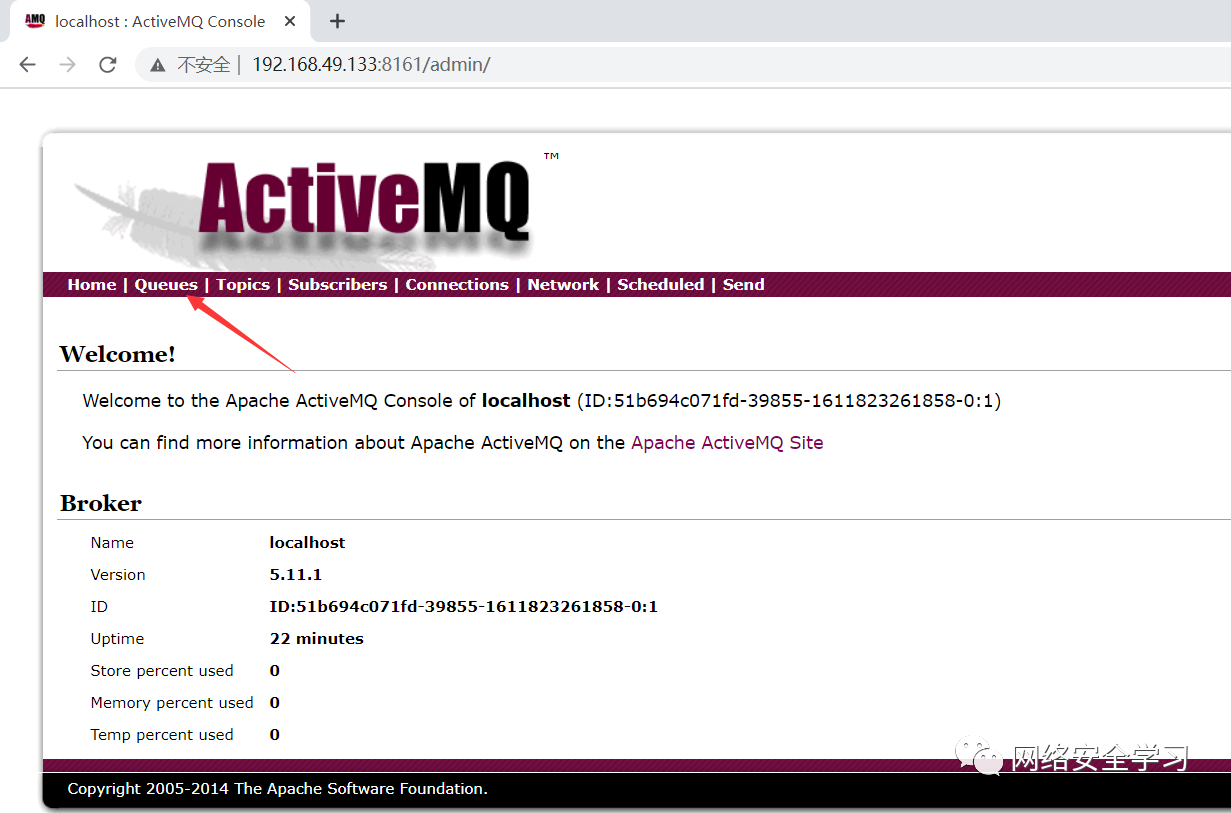 AMQ localhost : ActiveMQ Console
不安全 | 192.168.49.133:8161/admin/
ActiveMQ TM
Home | Queues | Topics | Subscribers | Connections | Network | Scheduled | Send
Welcome!
Welcome to the Apache ActiveMQ Console of localhost (ID:51b694c071fd-39855-1611823261858-0:1)
You can find more information about Apache ActiveMQ on the Apache ActiveMQ Site
Broker
Name localhost
Version 5.11.1
ID ID:51b694c071fd-39855-1611823261858-0:1
Uptime 22 minutes
Store percent used 0
Memory percent used 0
Temp percent used 0
网络安全学习
Copyright 2005-2014 The Apache Software Foundation.